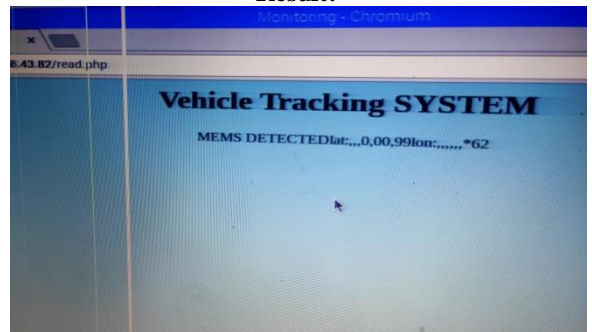 Result:
Monitoring - Chromium
×
8.43.82/read.php
Vehicle Tracking SYSTEM
MEMS DETECTEDlat:,,,0,00,99lon:,,,,,,*62